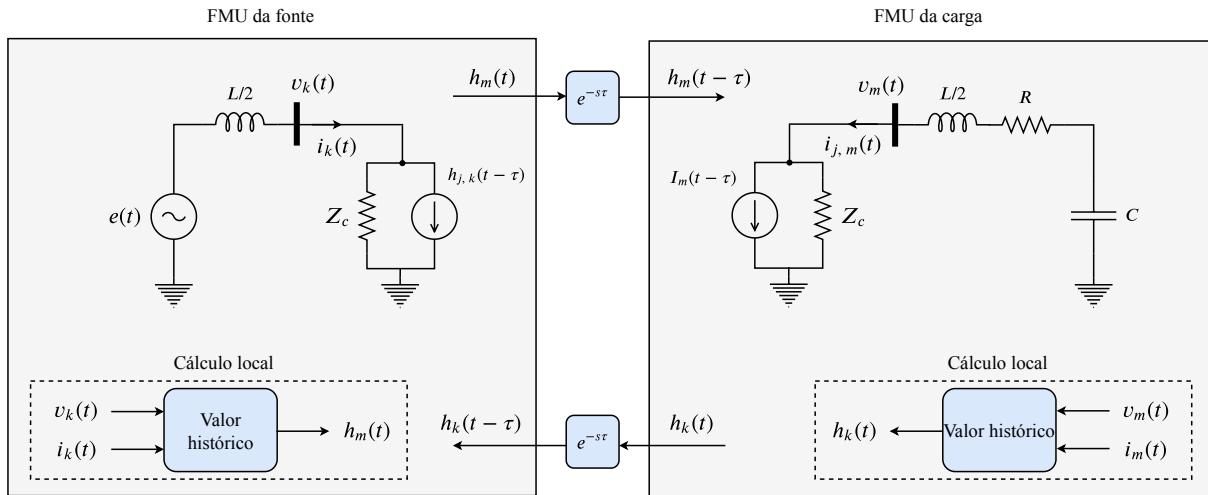 FMU da fonte
FMU da carga
L/2
v_k(t)
i_k(t)
e(t)
Z_c
h_{j, k}(t − τ)
h_m(t)
e^{−sτ}
h_m(t − τ)
v_m(t)
L/2
R
i_{j, m}(t)
I_m(t − τ)
Z_c
C
Cálculo local
v_k(t)
i_k(t)
Valor
histórico
h_m(t)
h_k(t − τ)
e^{−sτ}
h_k(t)
Cálculo local
h_k(t)
Valor histórico
v_m(t)
i_m(t)